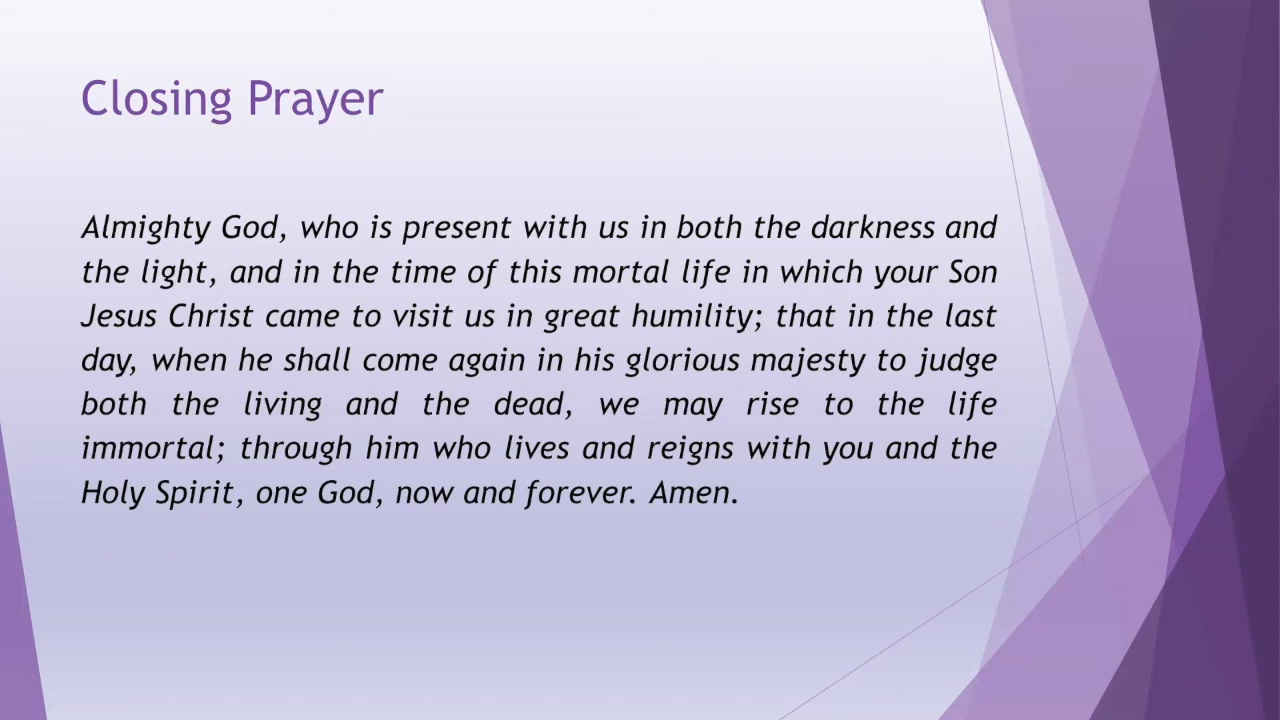 Closing Prayer
Almighty God, who is present with us in both the darkness and
the light, and in the time of this mortal life in which your Son
Jesus Christ came to visit us in great humility; that in the last
day, when he shall come again in his glorious majesty to judge
both the living and the dead, we may rise to the life
immortal; through him who lives and reigns with you and the
Holy Spirit, one God, now and forever. Amen.